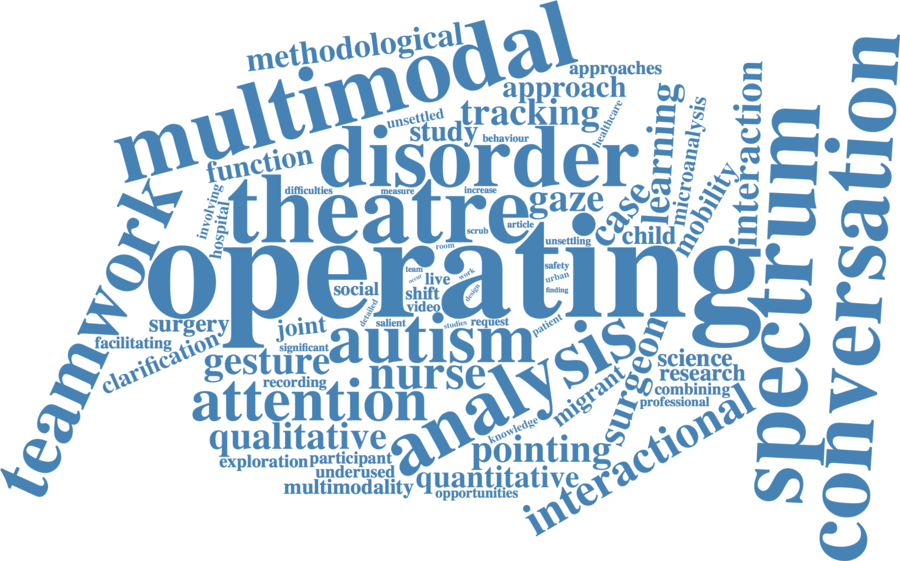 methodological
multimodal
approaches
approach
tracking
healthcare
unsettled
study
behaviour
function
disorder
learning
microanalysis
interaction
spectrum
conversation
teamwork
involving
hospital
difficulties
measure
increase
theatre
scrub
article
gaze
case
child
mobility
room
unsettling
operating
team
occur
live
work
safety
urban
finding
social
shift
design
video
detailed
salient
studies
request
patient
surgery
joint
facilitating
clarification
significant
autism
gesture
recording
nurse
analysis
migrant
surgeon
science
research
combining
professional
attention
knowledge
interactional
qualitative
pointing
exploration
participant
underused
quantitative
multimodality
opportunities